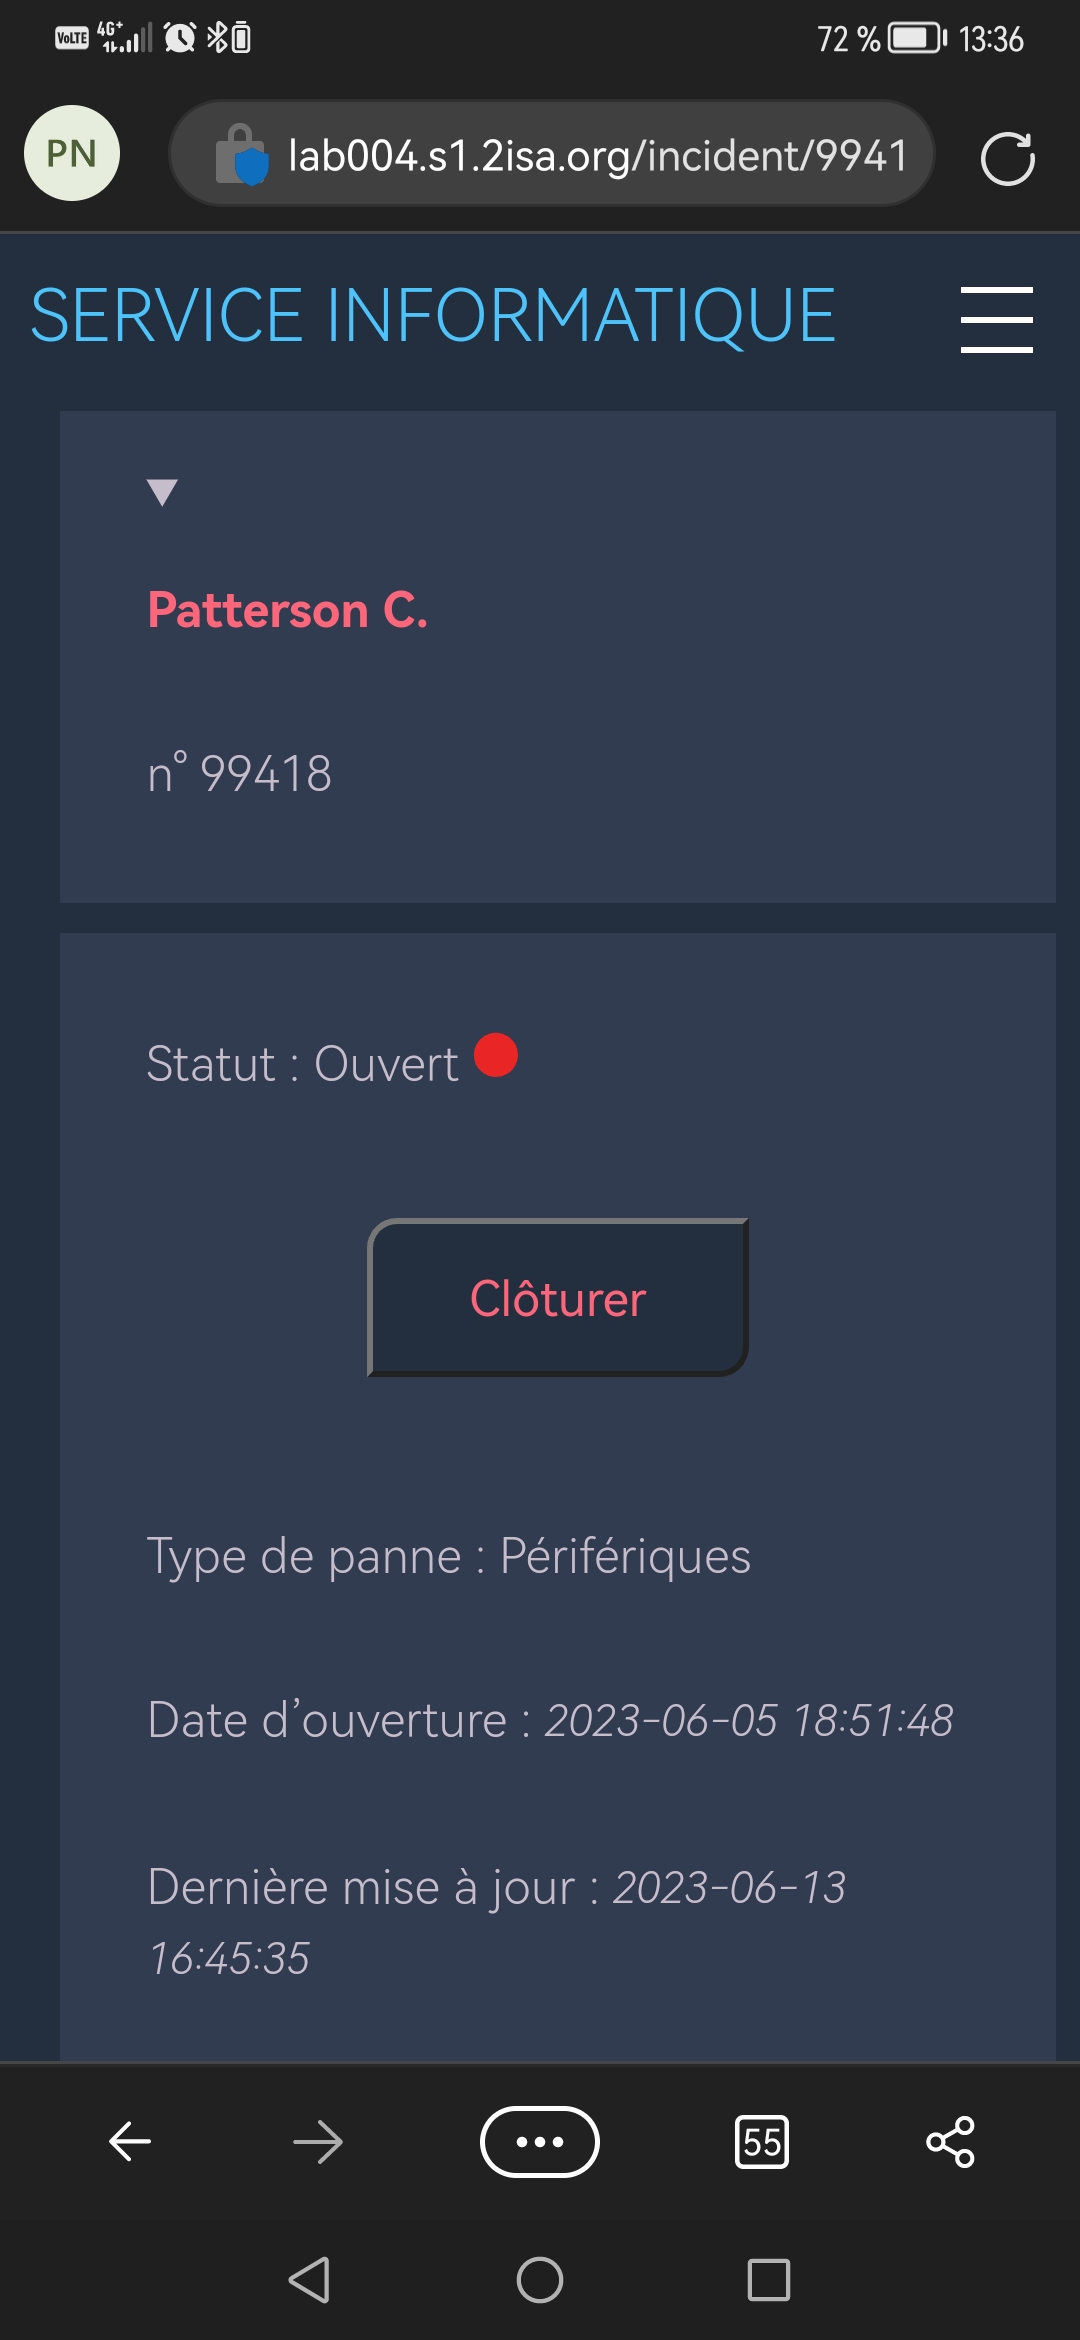 VoLTE 4G+ 72 % 13:36
PN lab004.s1.2isa.org/incident/9941
SERVICE INFORMATIQUE
Patterson C.
n° 99418
Statut : Ouvert
Clôturer
Type de panne : Périfériques
Date d’ouverture : 2023-06-05 18:51:48
Dernière mise à jour : 2023-06-13
16:45:35
55